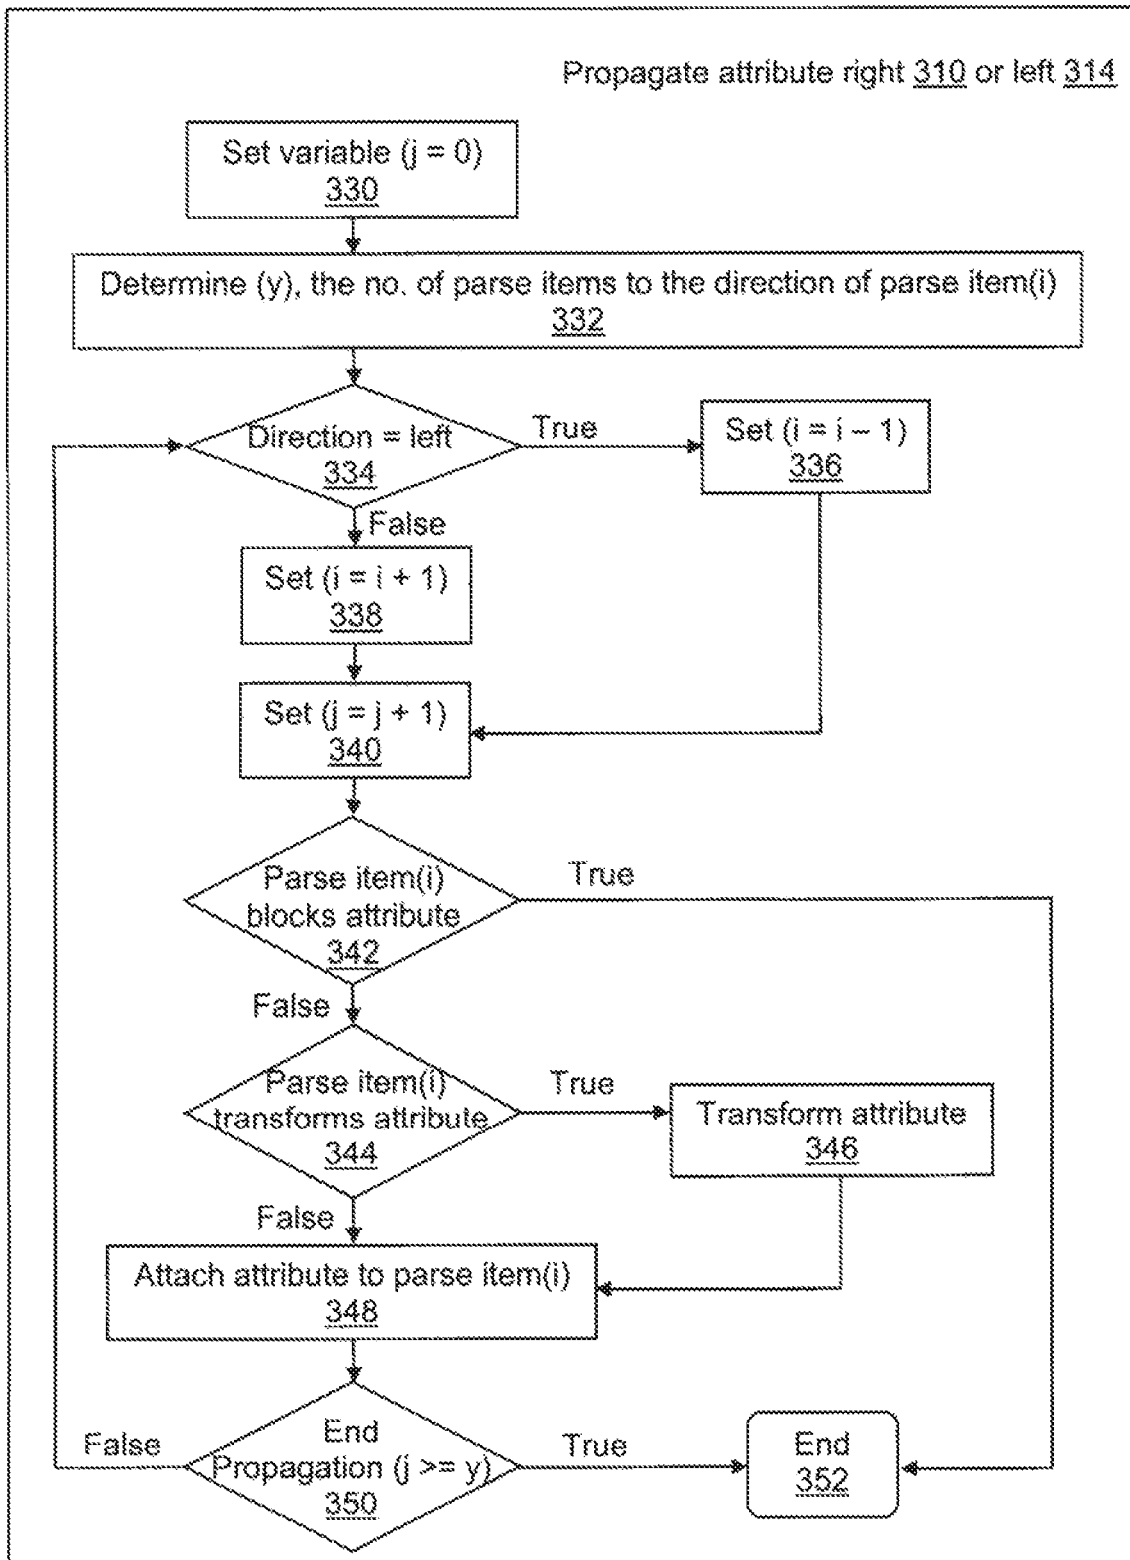 Propagate attribute right 310 or left 314
Set variable (j = 0)
330
Determine (y), the no. of parse items to the direction of parse item(i)
332
Direction = left
334
True
Set (i = i – 1)
336
False
Set (i = i + 1)
338
Set (j = j + 1)
340
Parse item(i)
blocks attribute
342
True
False
Parse item(i)
transforms attribute
344
True
Transform attribute
346
False
Attach attribute to parse item(i)
348
False
End
Propagation (j >= y)
350
True
End
352